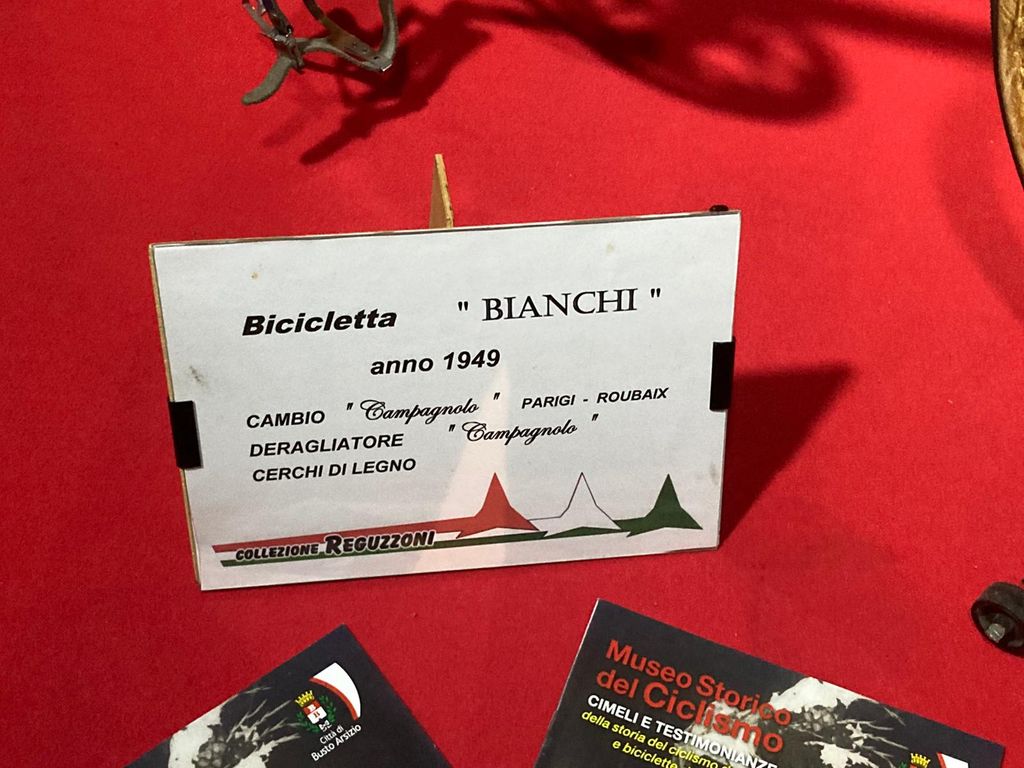 Bicicletta " BIANCHI "
anno 1949
CAMBIO " Campagnolo " PARIGI - ROUBAIX
DERAGLIATORE " Campagnolo "
CERCHI DI LEGNO
COLLEZIONE REGUZZONI
Città di
Busto Arsizio
Museo Storico
del Ciclismo
CIMELI E TESTIMONIANZE
della storia del ciclismo
e biciclette